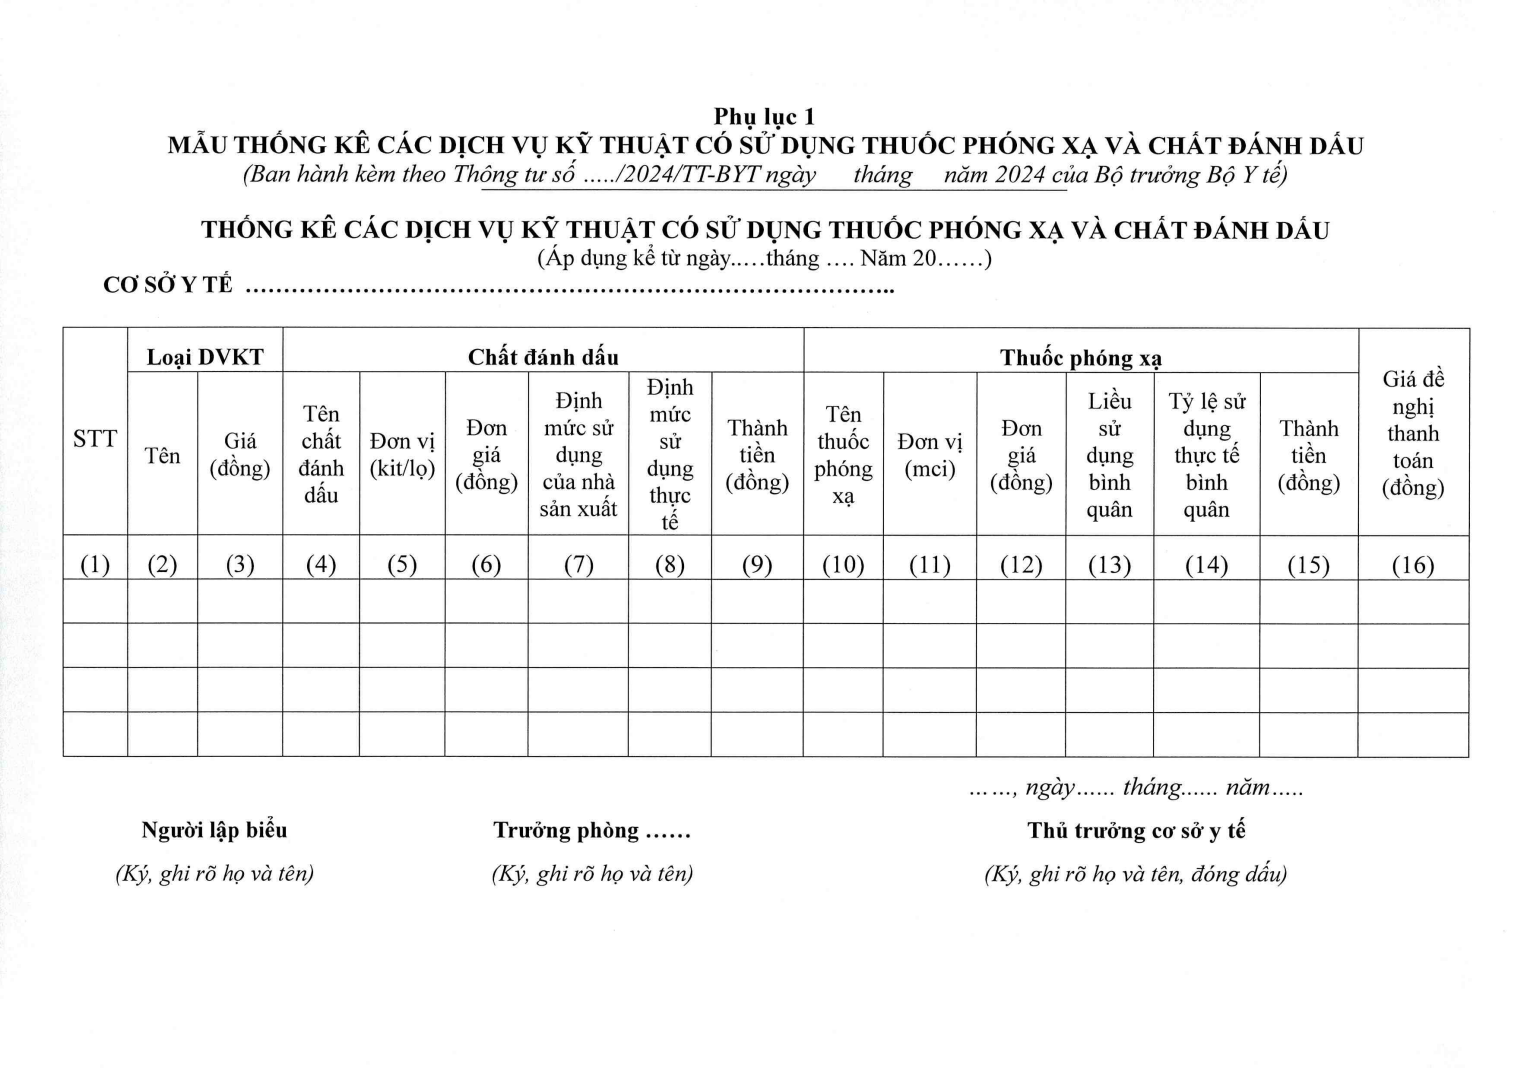 Phụ lục 1
MẪU THỐNG KÊ CÁC DỊCH VỤ KỸ THUẬT CÓ SỬ DỤNG THUỐC PHÓNG XẠ VÀ CHẤT ĐÁNH DẤU
(Ban hành kèm theo Thông tư số …../2024/TT-BYT ngày tháng năm 2024 của Bộ trưởng Bộ Y tế)
THỐNG KÊ CÁC DỊCH VỤ KỸ THUẬT CÓ SỬ DỤNG THUỐC PHÓNG XẠ VÀ CHẤT ĐÁNH DẤU
(Áp dụng kể từ ngày.….tháng …. Năm 20……)
CƠ SỞ Y TẾ …………………………………………………………………………..
STT
Loại DVKT
Chất đánh dấu
Thuốc phóng xạ
Giá đề
nghị
thanh
toán
(đồng)
Tên
Giá
(đồng)
Tên
chất
đánh
dấu
Đơn vị
(kit/lọ)
Đơn
giá
(đồng)
Định
mức sử
dụng
của nhà
sản xuất
Định
mức
sử
dụng
thực
tế
Thành
tiền
(đồng)
Tên
thuốc
phóng
xạ
Đơn vị
(mci)
Đơn
giá
(đồng)
Liều
sử
dụng
bình
quân
Tỷ lệ sử
dụng
thực tế
bình
quân
Thành
tiền
(đồng)
(1) (2) (3) (4) (5) (6) (7) (8) (9) (10) (11) (12) (13) (14) (15) (16)
……, ngày…… tháng…… năm…..
Người lập biểu Trưởng phòng …… Thủ trưởng cơ sở y tế
(Ký, ghi rõ họ và tên) (Ký, ghi rõ họ và tên) (Ký, ghi rõ họ và tên, đóng dấu)